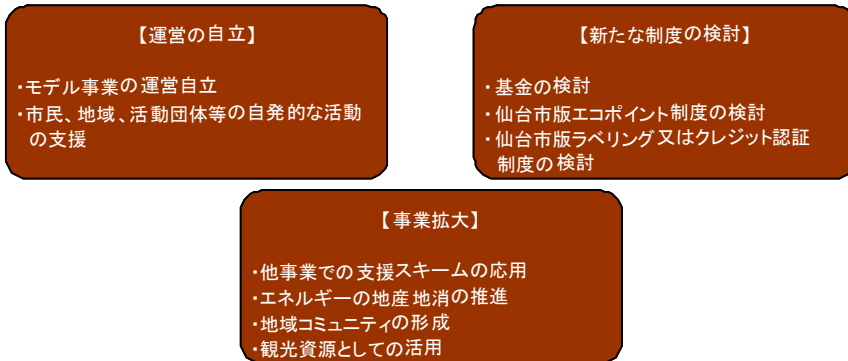 【運営の自立】
・モデル事業の運営自立
・市民、地域、活動団体等の自発的な活動
の支援
【新たな制度の検討】
・基金の検討
・仙台市版エコポイント制度の検討
・仙台市版ラベリング又はクレジット認証
制度の検討
【事業拡大】
・他事業での支援スキームの応用
・エネルギーの地産地消の推進
・地域コミュニティの形成
・観光資源としての活用